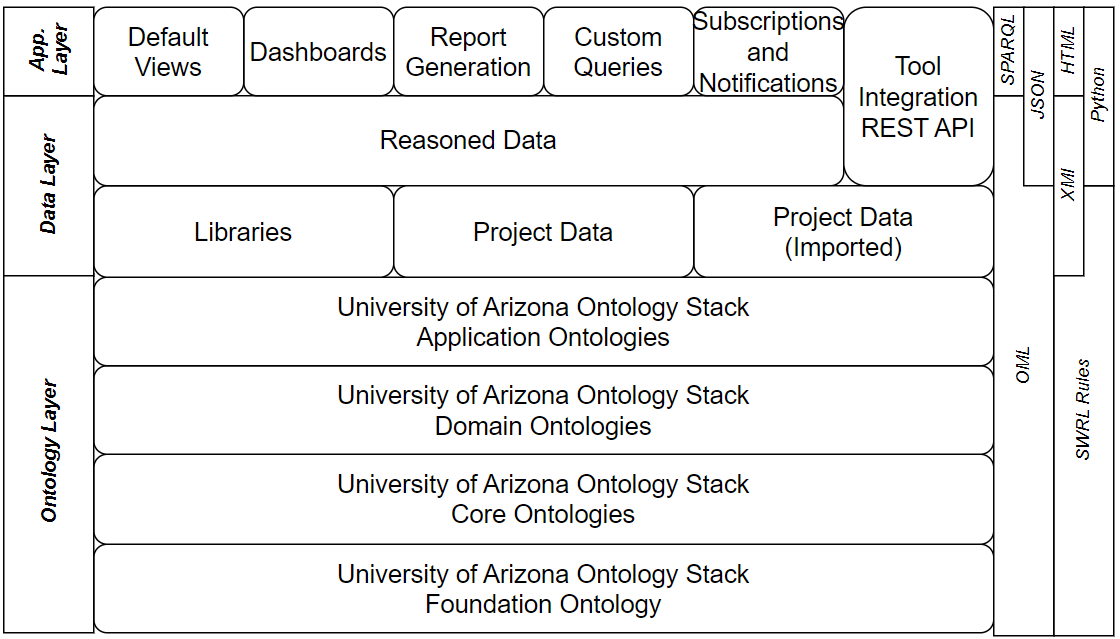 App.
Layer
Default
Views
Dashboards
Report
Generation
Custom
Queries
Subscriptions
and
Notifications
Tool
Integration
REST API
SPARQL
JSON
HTML
Python
Data Layer
Reasoned Data
XMI
Libraries
Project Data
Project Data
(Imported)
Ontology Layer
University of Arizona Ontology Stack
Application Ontologies
University of Arizona Ontology Stack
Domain Ontologies
University of Arizona Ontology Stack
Core Ontologies
University of Arizona Ontology Stack
Foundation Ontology
OML
SWRL Rules